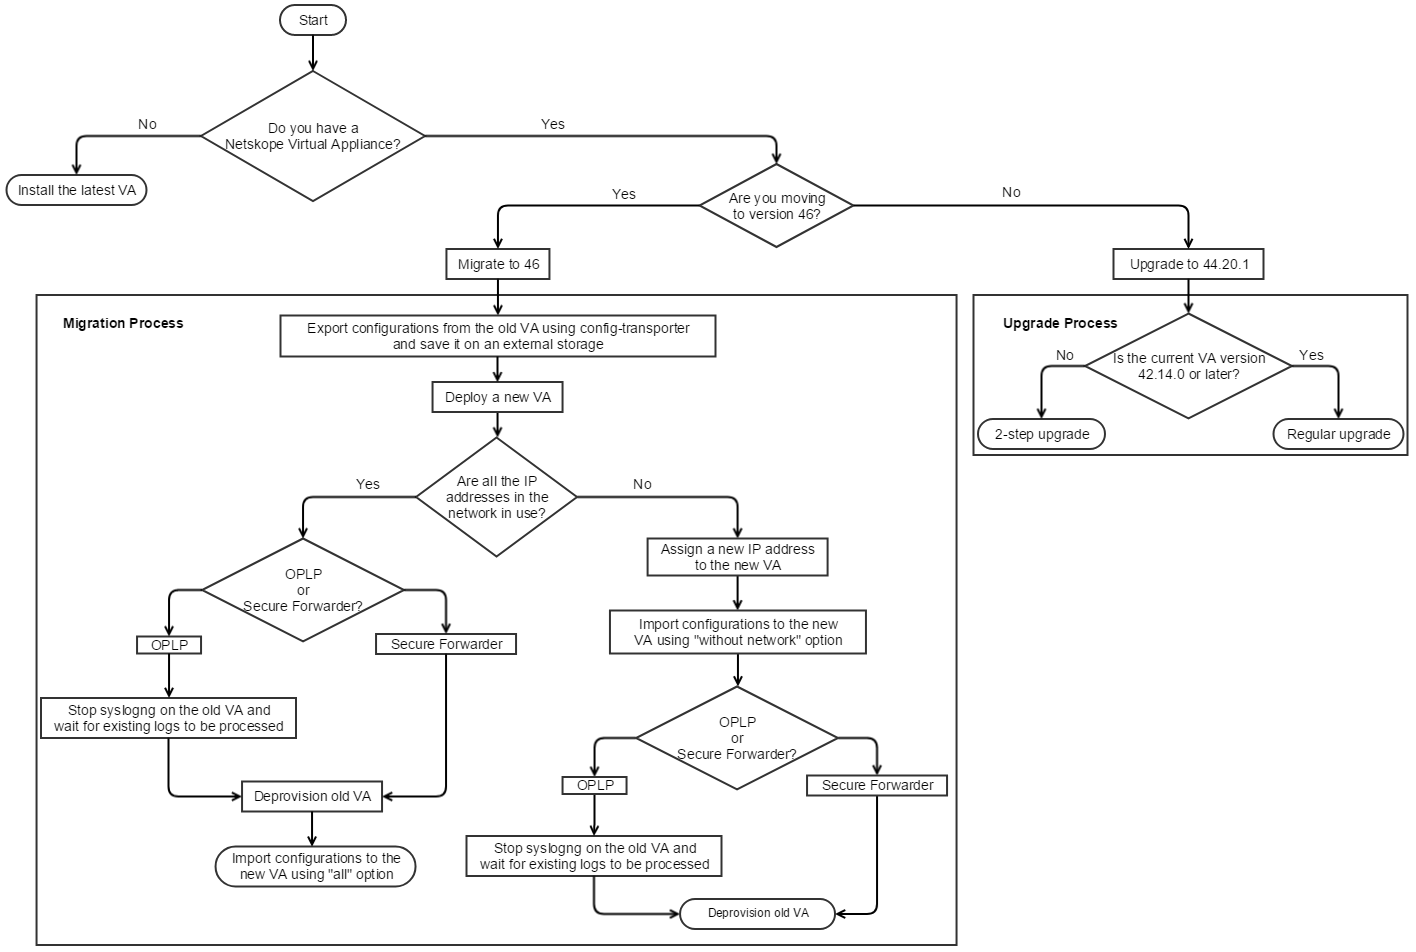 Start
Do you have a
Netskope Virtual Appliance?
No
Yes
Install the latest VA
Are you moving
to version 46?
Yes
No
Migrate to 46
Upgrade to 44.20.1
Migration Process
Export configurations from the old VA using config-transporter
and save it on an external storage
Deploy a new VA
Are all the IP
addresses in the
network in use?
Yes
No
OPLP
or
Secure Forwarder?
OPLP
Secure Forwarder
Stop syslogng on the old VA and
wait for existing logs to be processed
Deprovision old VA
Import configurations to the
new VA using "all" option
Assign a new IP address
to the new VA
Import configurations to the new
VA using "without network" option
OPLP
or
Secure Forwarder?
OPLP
Secure Forwarder
Stop syslogng on the old VA and
wait for existing logs to be processed
Deprovision old VA
Upgrade Process
Is the current VA version
42.14.0 or later?
No
Yes
2-step upgrade
Regular upgrade